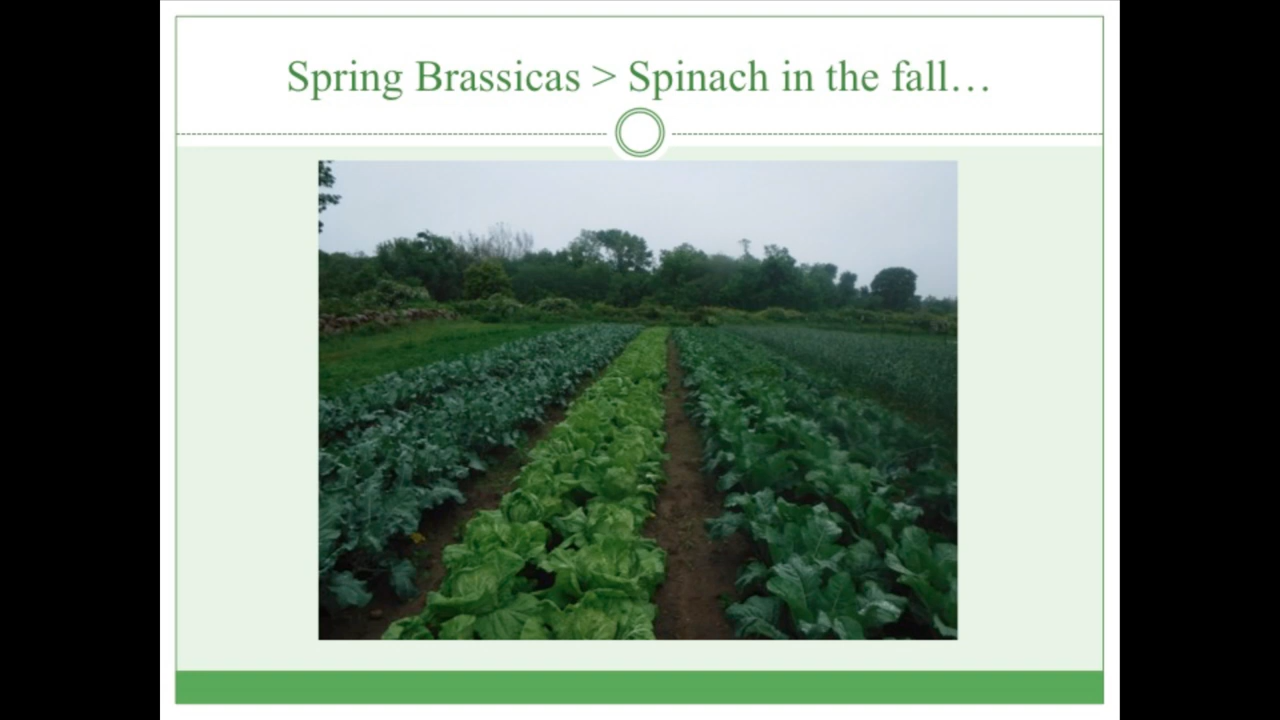 Spring Brassicas > Spinach in the fall…